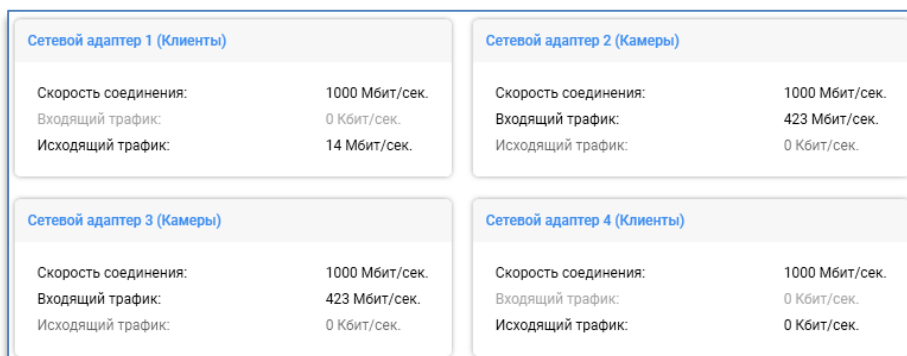 Сетевой адаптер 1 (Клиенты)
Скорость соединения: 1000 Мбит/сек.
Входящий трафик: 0 Кбит/сек.
Исходящий трафик: 14 Мбит/сек.
Сетевой адаптер 2 (Камеры)
Скорость соединения: 1000 Мбит/сек.
Входящий трафик: 423 Мбит/сек.
Исходящий трафик: 0 Кбит/сек.
Сетевой адаптер 3 (Камеры)
Скорость соединения: 1000 Мбит/сек.
Входящий трафик: 423 Мбит/сек.
Исходящий трафик: 0 Кбит/сек.
Сетевой адаптер 4 (Клиенты)
Скорость соединения: 1000 Мбит/сек.
Входящий трафик: 0 Кбит/сек.
Исходящий трафик: 0 Кбит/сек.